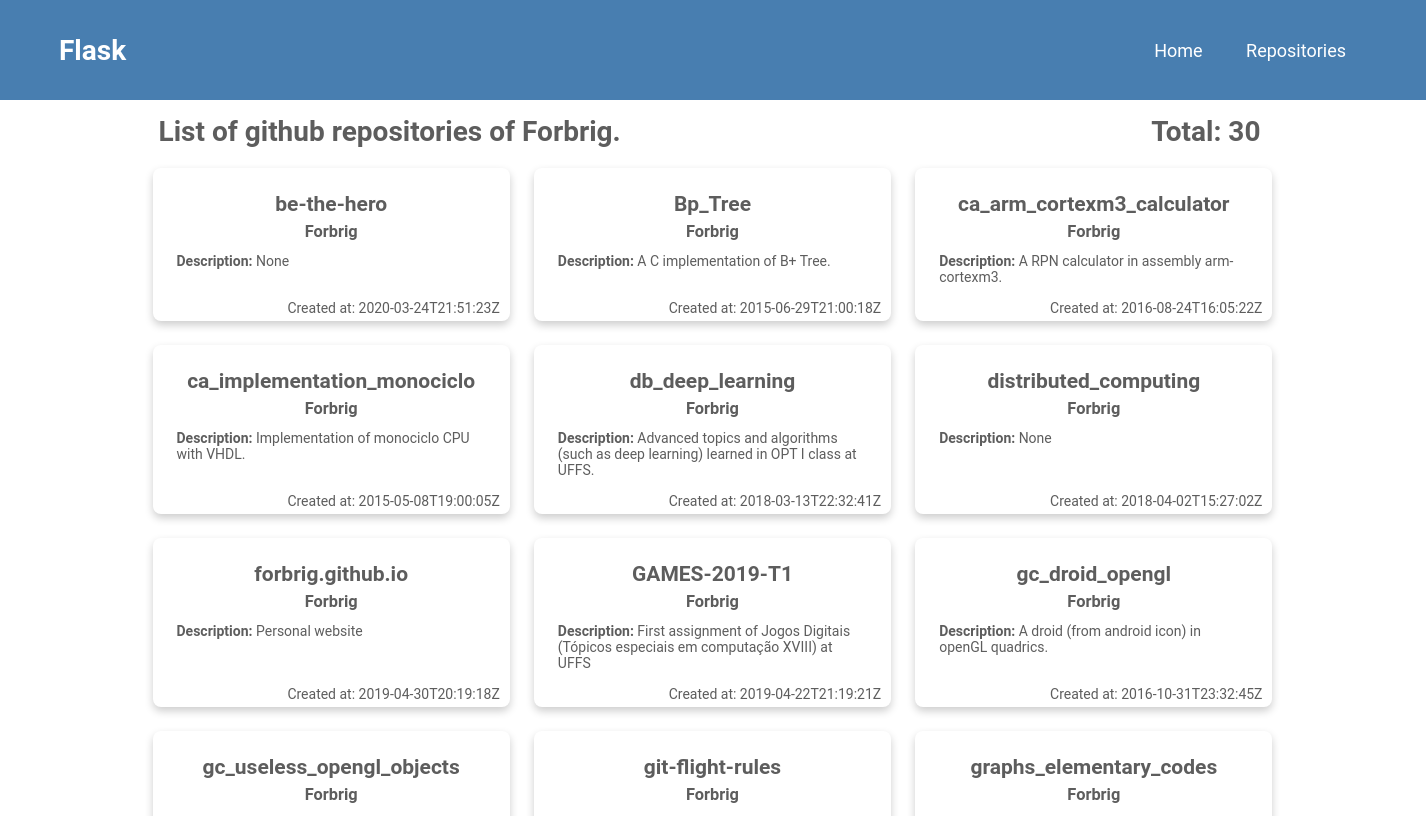 Flask
Home
Repositories
List of github repositories of Forbrig.
Total: 30
be-the-hero
Forbrig
Description: None
Created at: 2020-03-24T21:51:23Z
Bp_Tree
Forbrig
Description: A C implementation of B+ Tree.
Created at: 2015-06-29T21:00:18Z
ca_arm_cortexm3_calculator
Forbrig
Description: A RPN calculator in assembly arm-
cortexm3.
Created at: 2016-08-24T16:05:22Z
ca_implementation_monociclo
Forbrig
Description: Implementation of monociclo CPU
with VHDL.
Created at: 2015-05-08T19:00:05Z
db_deep_learning
Forbrig
Description: Advanced topics and algorithms
(such as deep learning) learned in OPT I class at
UFFS.
Created at: 2018-03-13T22:32:41Z
distributed_computing
Forbrig
Description: None
Created at: 2018-04-02T15:27:02Z
forbrig.github.io
Forbrig
Description: Personal website
Created at: 2019-04-30T20:19:18Z
GAMES-2019-T1
Forbrig
Description: First assignment of Jogos Digitais
(Tópicos especiais em computação XVIII) at
UFFS
Created at: 2019-04-22T21:19:21Z
gc_droid_opengl
Forbrig
Description: A droid (from android icon) in
openGL quadrics.
Created at: 2016-10-31T23:32:45Z
gc_useless_opengl_objects
Forbrig
git-flight-rules
Forbrig
graphs_elementary_codes
Forbrig